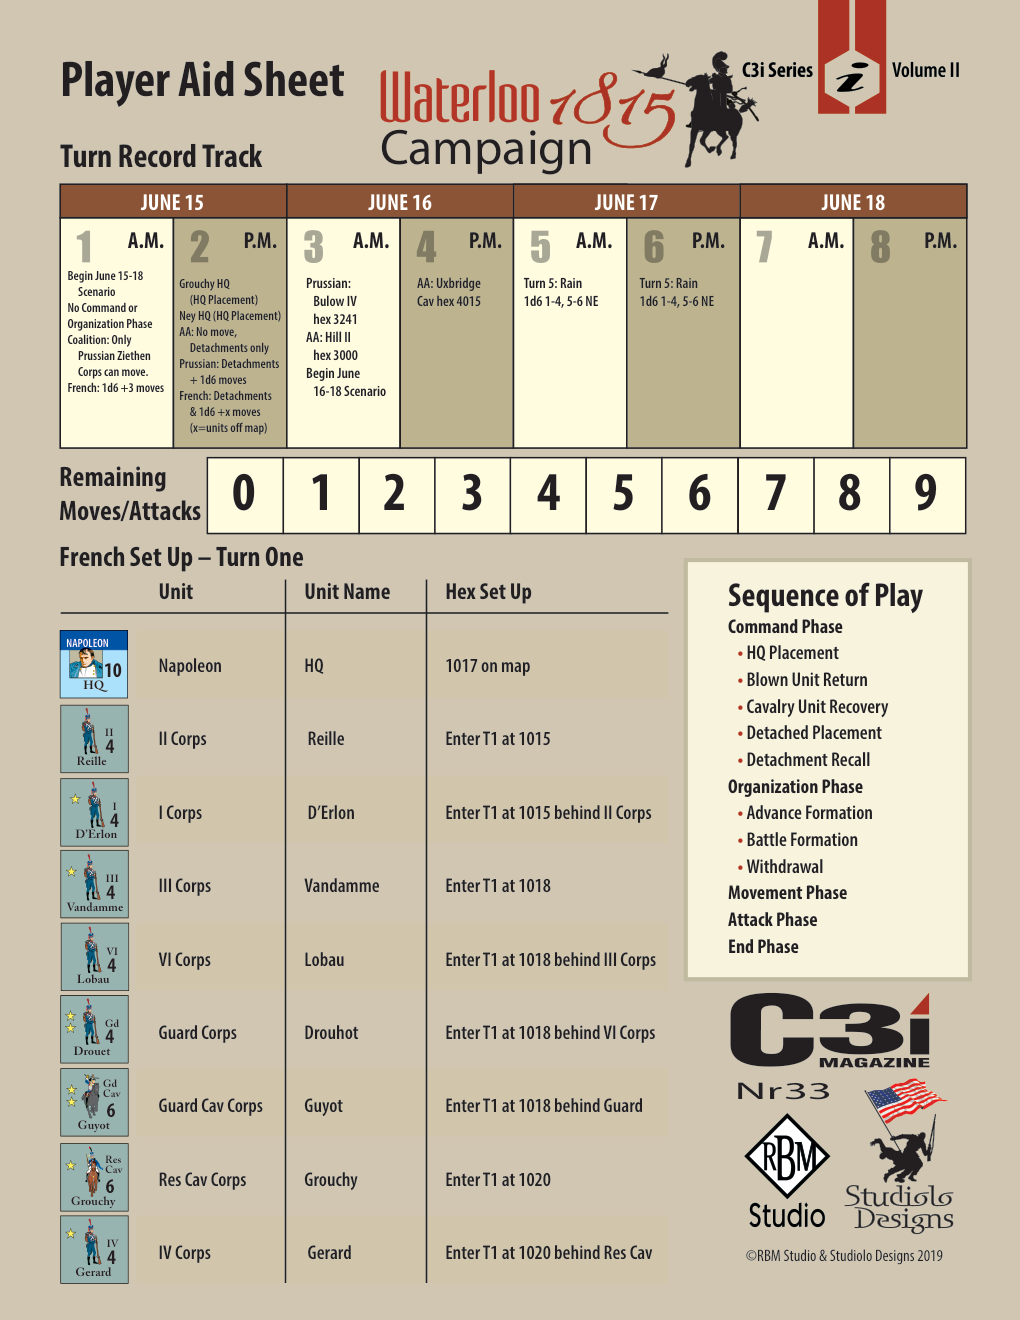 Player Aid Sheet
Waterloo 1815
Campaign
C3i Series
i
Volume II
Turn Record Track
JUNE 15
JUNE 16
JUNE 17
JUNE 18
1 A.M.
Begin June 15-18
Scenario
No Command or
Organization Phase
Coalition: Only
Prussian Ziethen
Corps can move.
French: 1d6 +3 moves
2 P.M.
Grouchy HQ
(HQ Placement)
Ney HQ (HQ Placement)
AA: No move,
Detachments only
Prussian: Detachments
+ 1d6 moves
French: Detachments
& 1d6 +x moves
(x=units off map)
3 A.M.
Prussian:
Bulow IV
hex 3241
AA: Hill II
hex 3000
Begin June
16-18 Scenario
4 P.M.
AA: Uxbridge
Cav hex 4015
5 A.M.
Turn 5: Rain
1d6 1-4, 5-6 NE
6 P.M.
Turn 5: Rain
1d6 1-4, 5-6 NE
7 A.M.
8 P.M.
Remaining
Moves/Attacks
0 1 2 3 4 5 6 7 8 9
French Set Up – Turn One
Unit Unit Name Hex Set Up
NAPOLEON
10
HQ
Napoleon HQ 1017 on map
II
4
Reille
II Corps Reille Enter T1 at 1015
I
4
D'Erlon
I Corps D'Erlon Enter T1 at 1015 behind II Corps
III
4
Vandamme
III Corps Vandamme Enter T1 at 1018
VI
4
Lobau
VI Corps Lobau Enter T1 at 1018 behind III Corps
Gd
4
Drouet
Guard Corps Drouhot Enter T1 at 1018 behind VI Corps
Gd
Cav
6
Guyot
Guard Cav Corps Guyot Enter T1 at 1018 behind Guard
Res
Cav
6
Grouchy
Res Cav Corps Grouchy Enter T1 at 1020
IV
4
Gerard
IV Corps Gerard Enter T1 at 1020 behind Res Cav
Sequence of Play
Command Phase
• HQ Placement
• Blown Unit Return
• Cavalry Unit Recovery
• Detached Placement
• Detachment Recall
Organization Phase
• Advance Formation
• Battle Formation
• Withdrawal
Movement Phase
Attack Phase
End Phase
C3i
MAGAZINE
Nr33
RBM
Studio
Studiolo
Designs
©RBM Studio & Studiolo Designs 2019